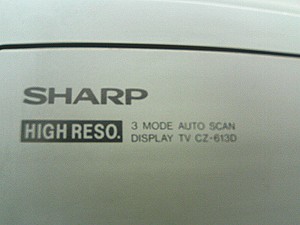 SHARP
HIGH RESO. 3 MODE AUTO SCAN
DISPLAY TV CZ-613D